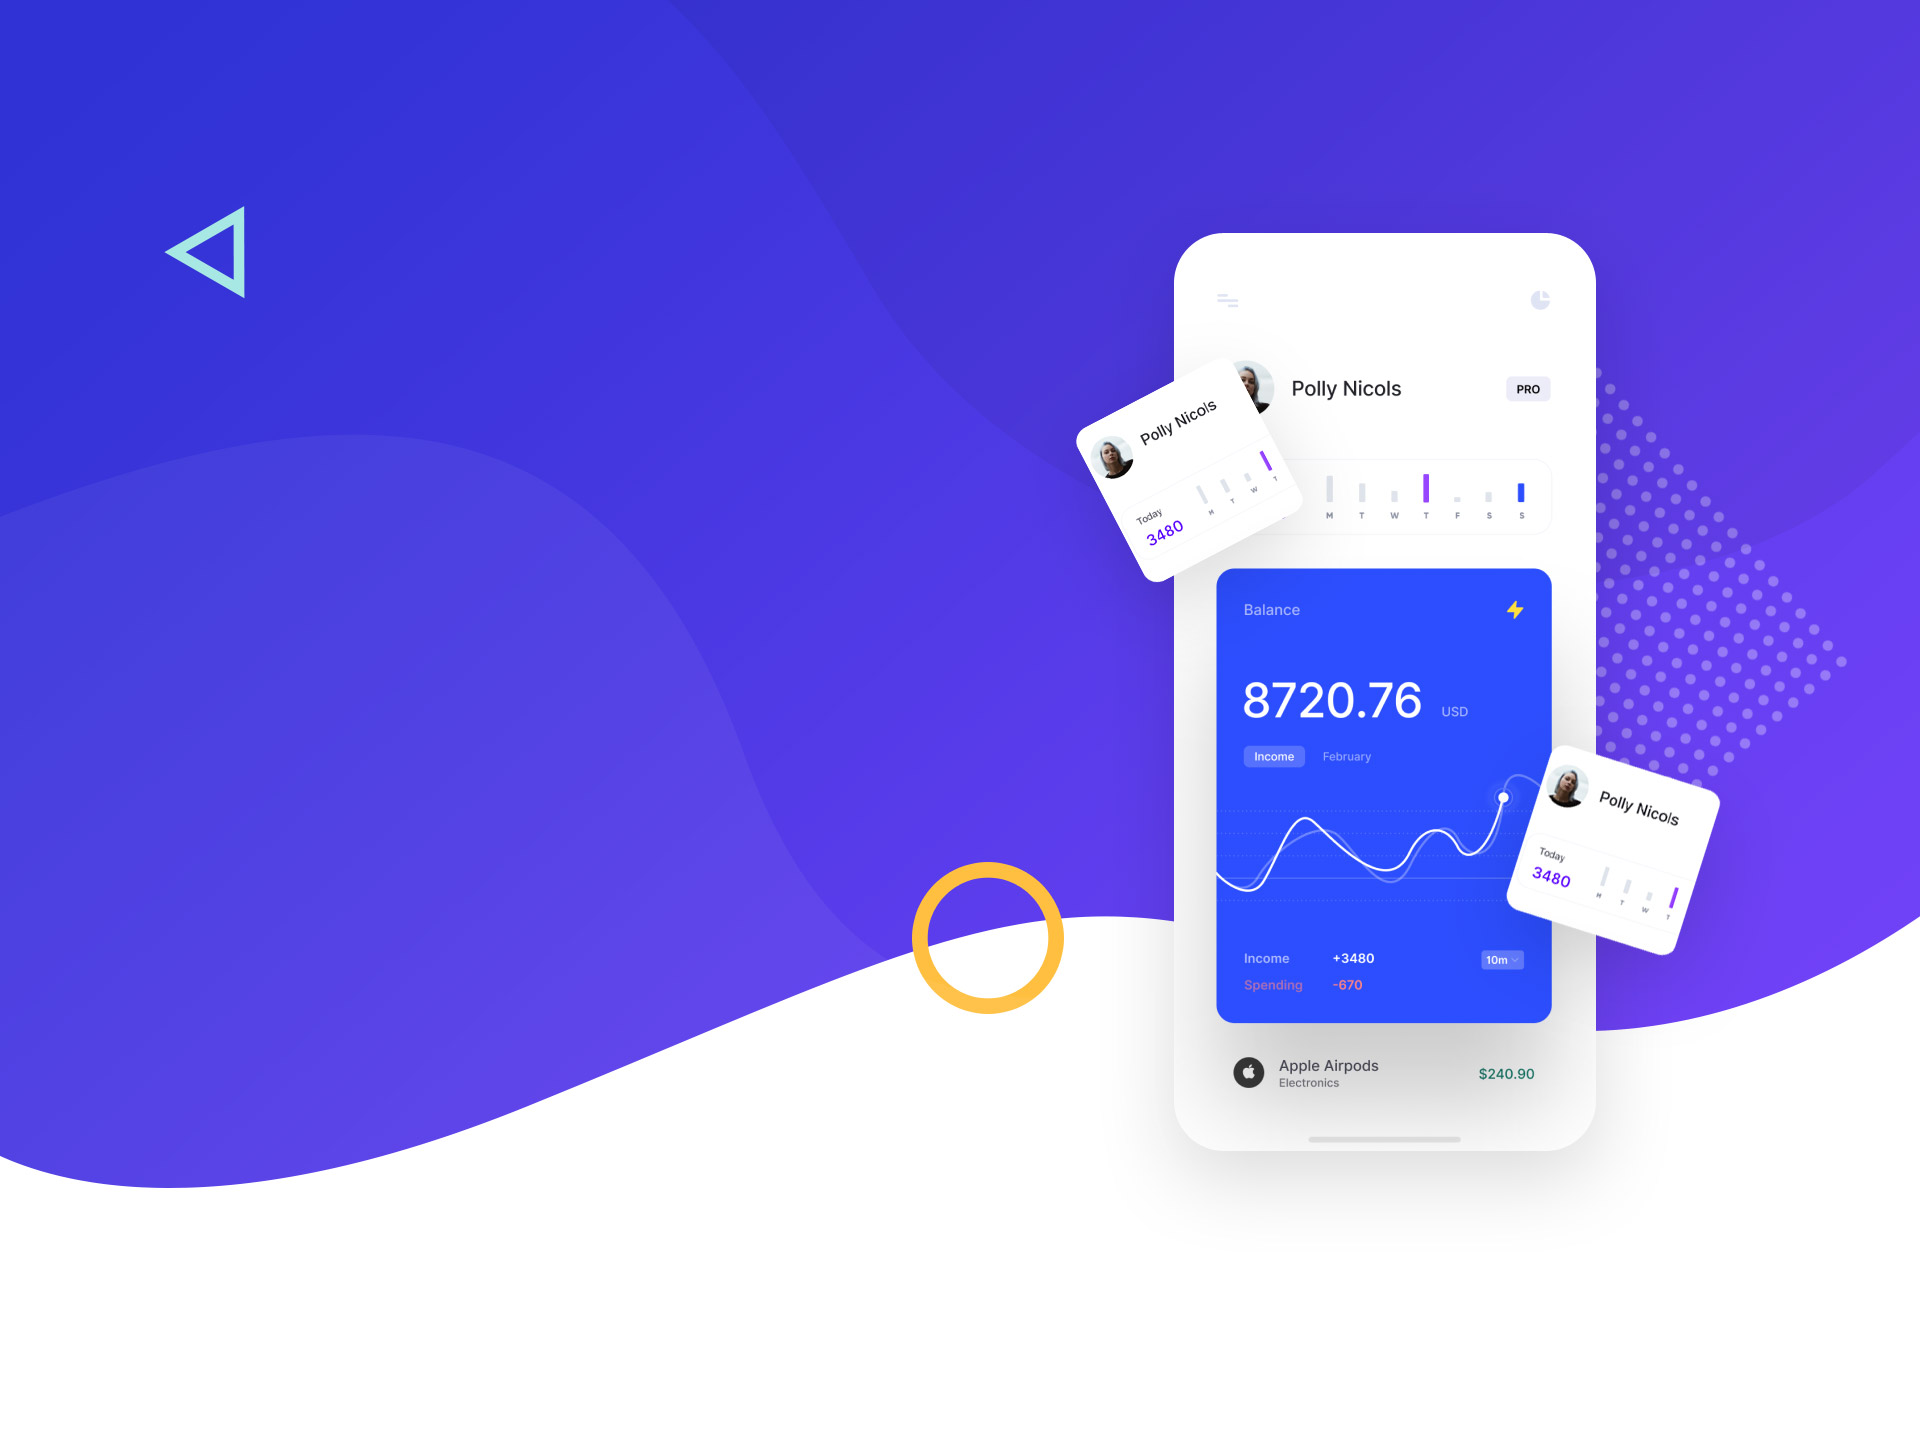 Polly Nicols
PRO
M T W T F S S
Polly Nicols
Today
3480
M T W T
Balance
8720.76 USD
Income February
Polly Nicols
Today
3480
M T W T
Income +3480
10m
Spending -670
Apple Airpods
Electronics
$240.90